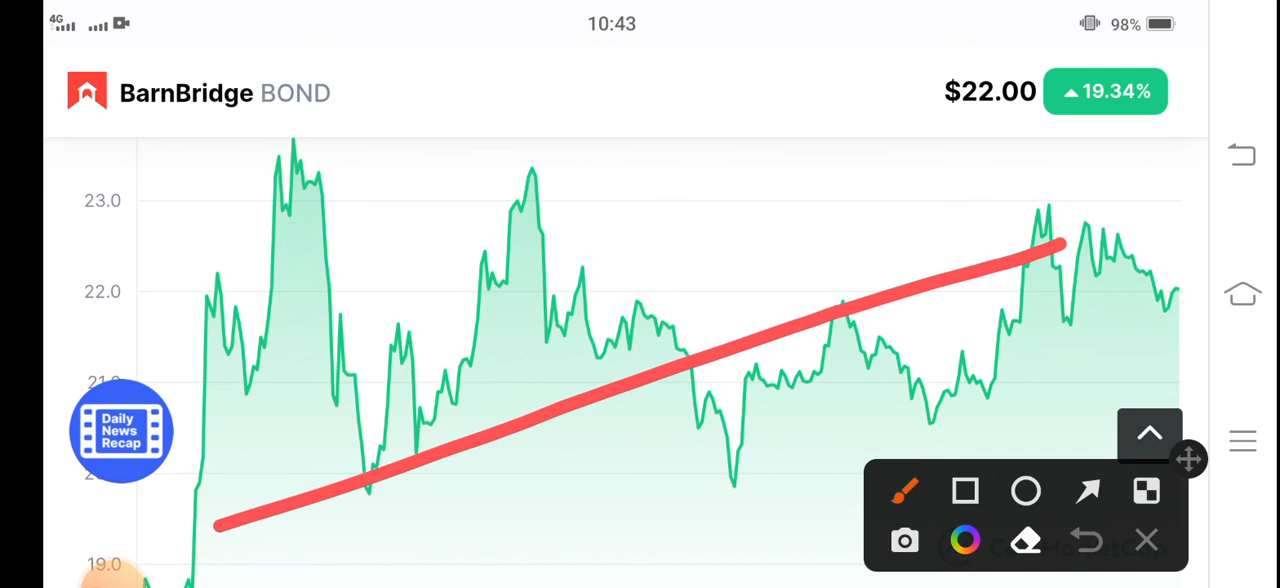 4G
10:43
98%
BarnBridge BOND
$22.00
19.34%
23.0
22.0
Daily
News
Recap
19.0